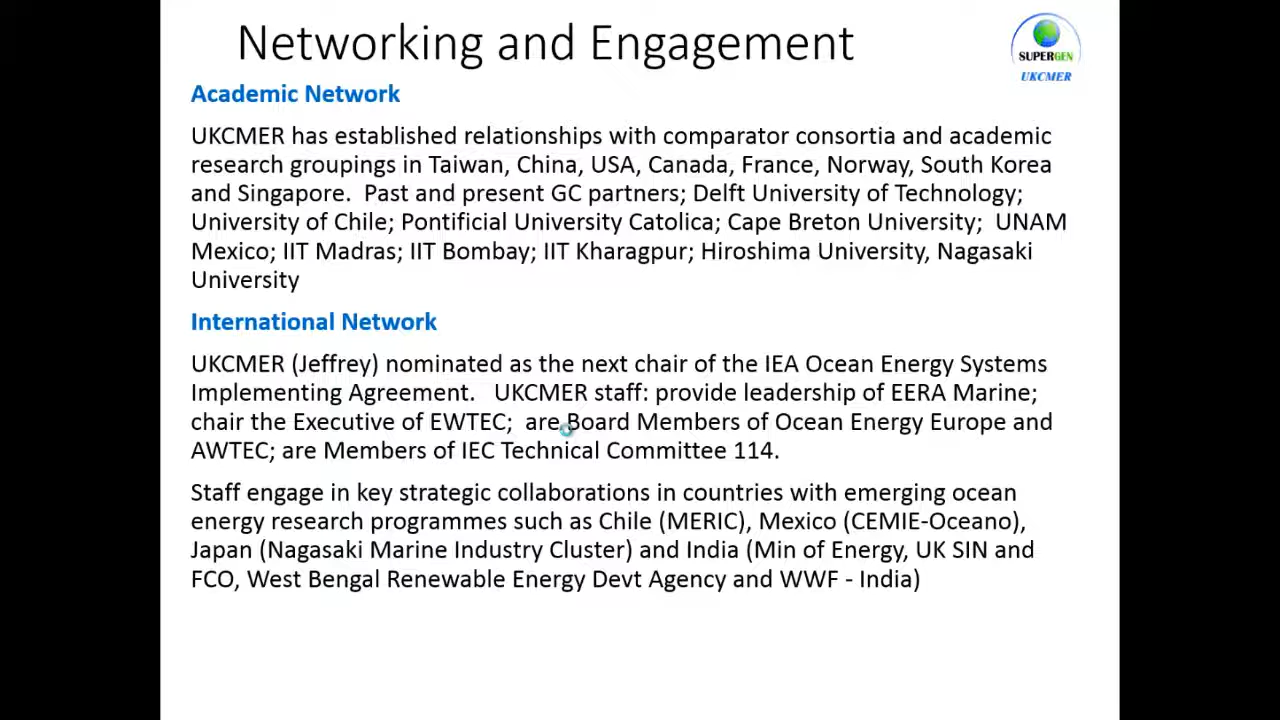 Networking and Engagement
SUPERGEN
UKCMER
Academic Network
UKCMER has established relationships with comparator consortia and academic
research groupings in Taiwan, China, USA, Canada, France, Norway, South Korea
and Singapore.  Past and present GC partners; Delft University of Technology;
University of Chile; Pontificial University Catolica; Cape Breton University;  UNAM
Mexico; IIT Madras; IIT Bombay; IIT Kharagpur; Hiroshima University, Nagasaki
University
International Network
UKCMER (Jeffrey) nominated as the next chair of the IEA Ocean Energy Systems
Implementing Agreement.   UKCMER staff: provide leadership of EERA Marine;
chair the Executive of EWTEC;  are Board Members of Ocean Energy Europe and
AWTEC; are Members of IEC Technical Committee 114.
Staff engage in key strategic collaborations in countries with emerging ocean
energy research programmes such as Chile (MERIC), Mexico (CEMIE-Oceano),
Japan (Nagasaki Marine Industry Cluster) and India (Min of Energy, UK SIN and
FCO, West Bengal Renewable Energy Devt Agency and WWF - India)